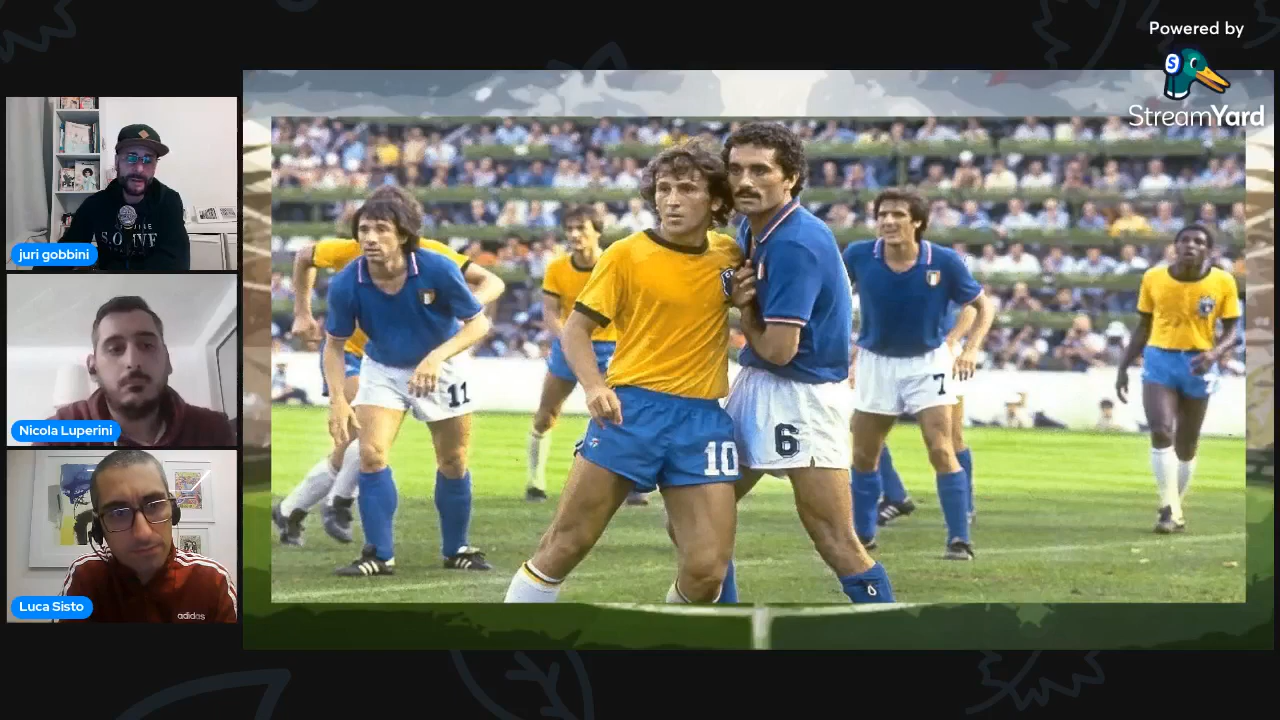 Powered by
StreamYard
juri gobbini
Nicola Luperini
Luca Sisto
adidas
11
10
6
7